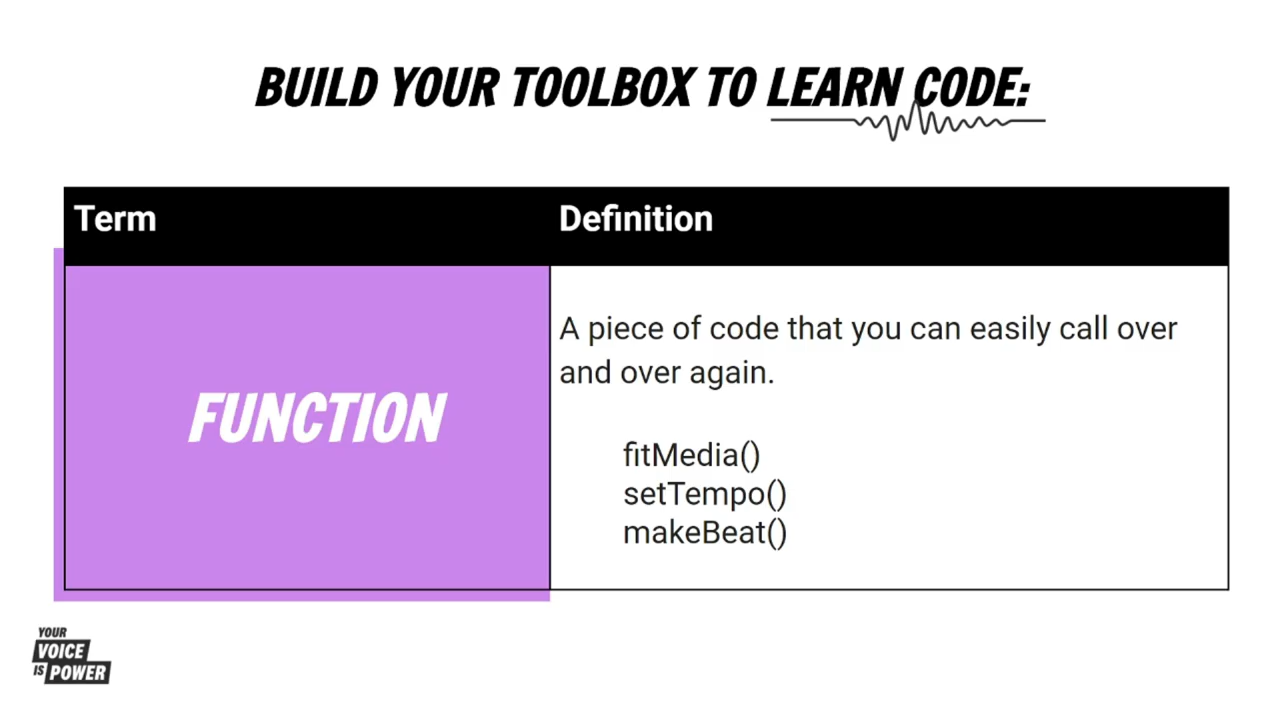 BUILD YOUR TOOLBOX TO LEARN CODE:
Term
Definition
FUNCTION
A piece of code that you can easily call over
and over again.
fitMedia()
setTempo()
makeBeat()
YOUR
VOICE
IS POWER